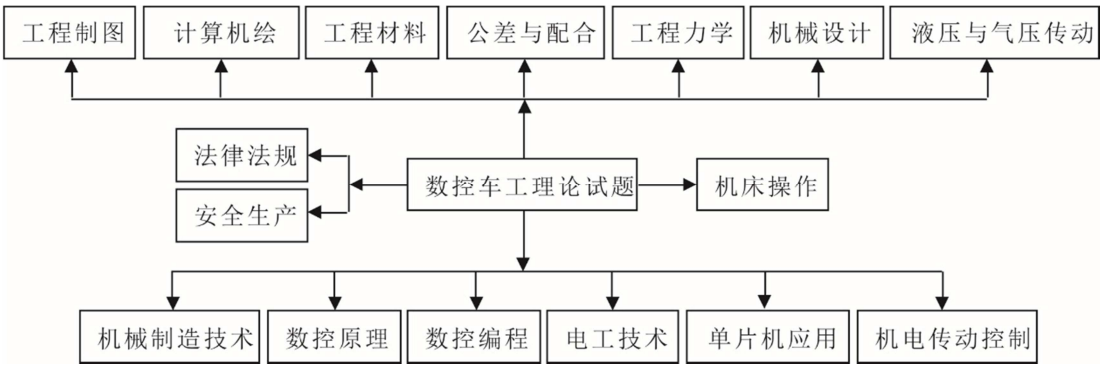 工程制图
计算机绘
工程材料
公差与配合
工程力学
机械设计
液压与气压传动
法律法规
安全生产
数控车工理论试题
机床操作
机械制造技术
数控原理
数控编程
电工技术
单片机应用
机电传动控制